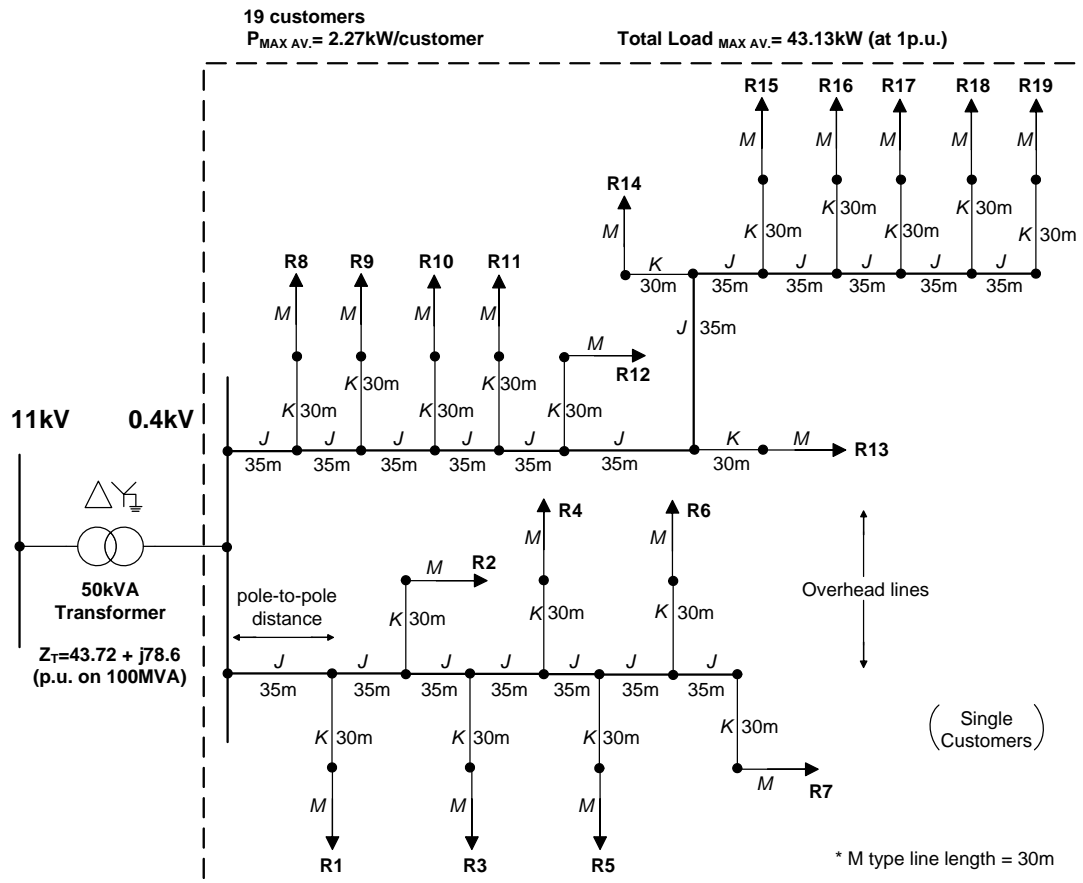 19 customers
P MAX AV. = 2.27kW/customer
Total Load MAX AV. = 43.13kW (at 1p.u.)
R15 R16 R17 R18 R19
M M M M M
R14
M
K 30m K 30m K 30m K 30m K 30m
K J J J J J
30m 35m 35m 35m 35m 35m
R8 R9 R10 R11
M M M M
J 35m
M
R12
K 30m K 30m K 30m K 30m K 30m
11kV 0.4kV
J J J J J J K M
R13
35m 35m 35m 35m 35m 35m 30m
R4 R6
M M
R2
M
50kVA
Transformer
Z T =43.72 + j78.6
(p.u. on 100MVA)
pole-to-pole
distance
K 30m K 30m K 30m
Overhead lines
J J J J J J J
35m 35m 35m 35m 35m 35m 35m
K 30m K 30m K 30m K 30m
(Single
Customers)
M M M M
R7
R1 R3 R5
* M type line length = 30m